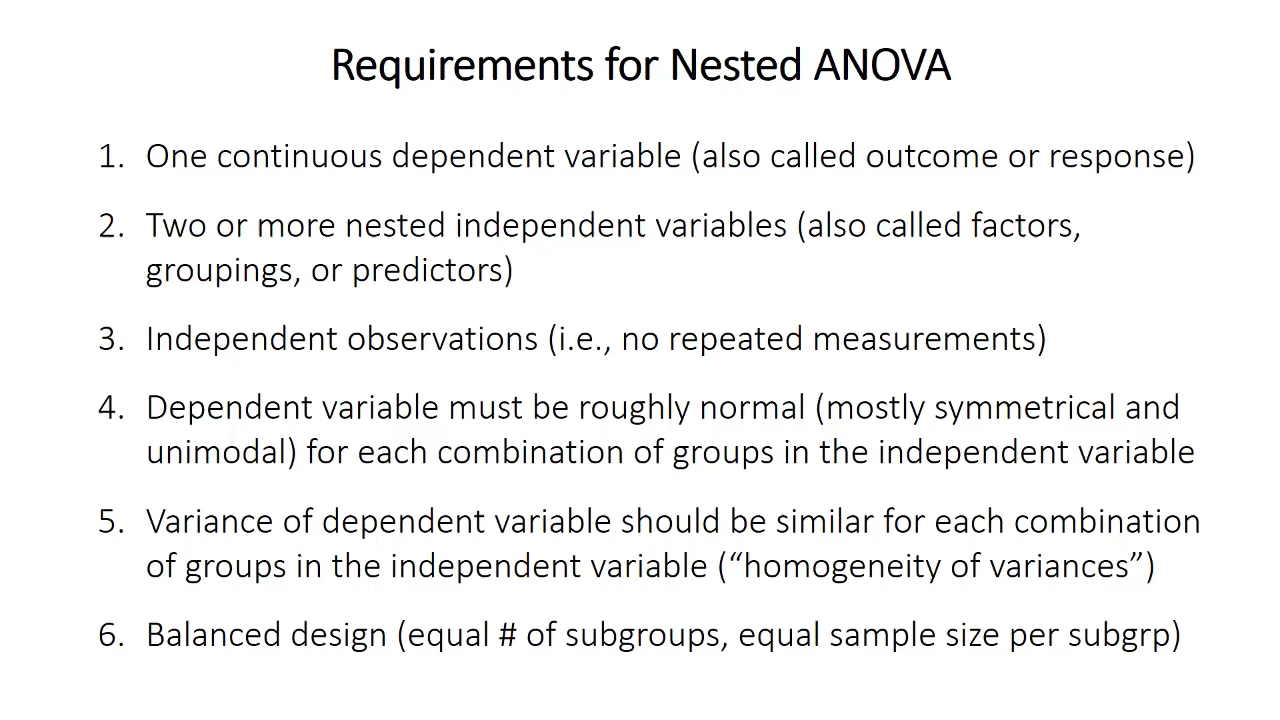 Requirements for Nested ANOVA
1. One continuous dependent variable (also called outcome or response)
2. Two or more nested independent variables (also called factors,
groupings, or predictors)
3. Independent observations (i.e., no repeated measurements)
4. Dependent variable must be roughly normal (mostly symmetrical and
unimodal) for each combination of groups in the independent variable
5. Variance of dependent variable should be similar for each combination
of groups in the independent variable (“homogeneity of variances”)
6. Balanced design (equal # of subgroups, equal sample size per subgrp)